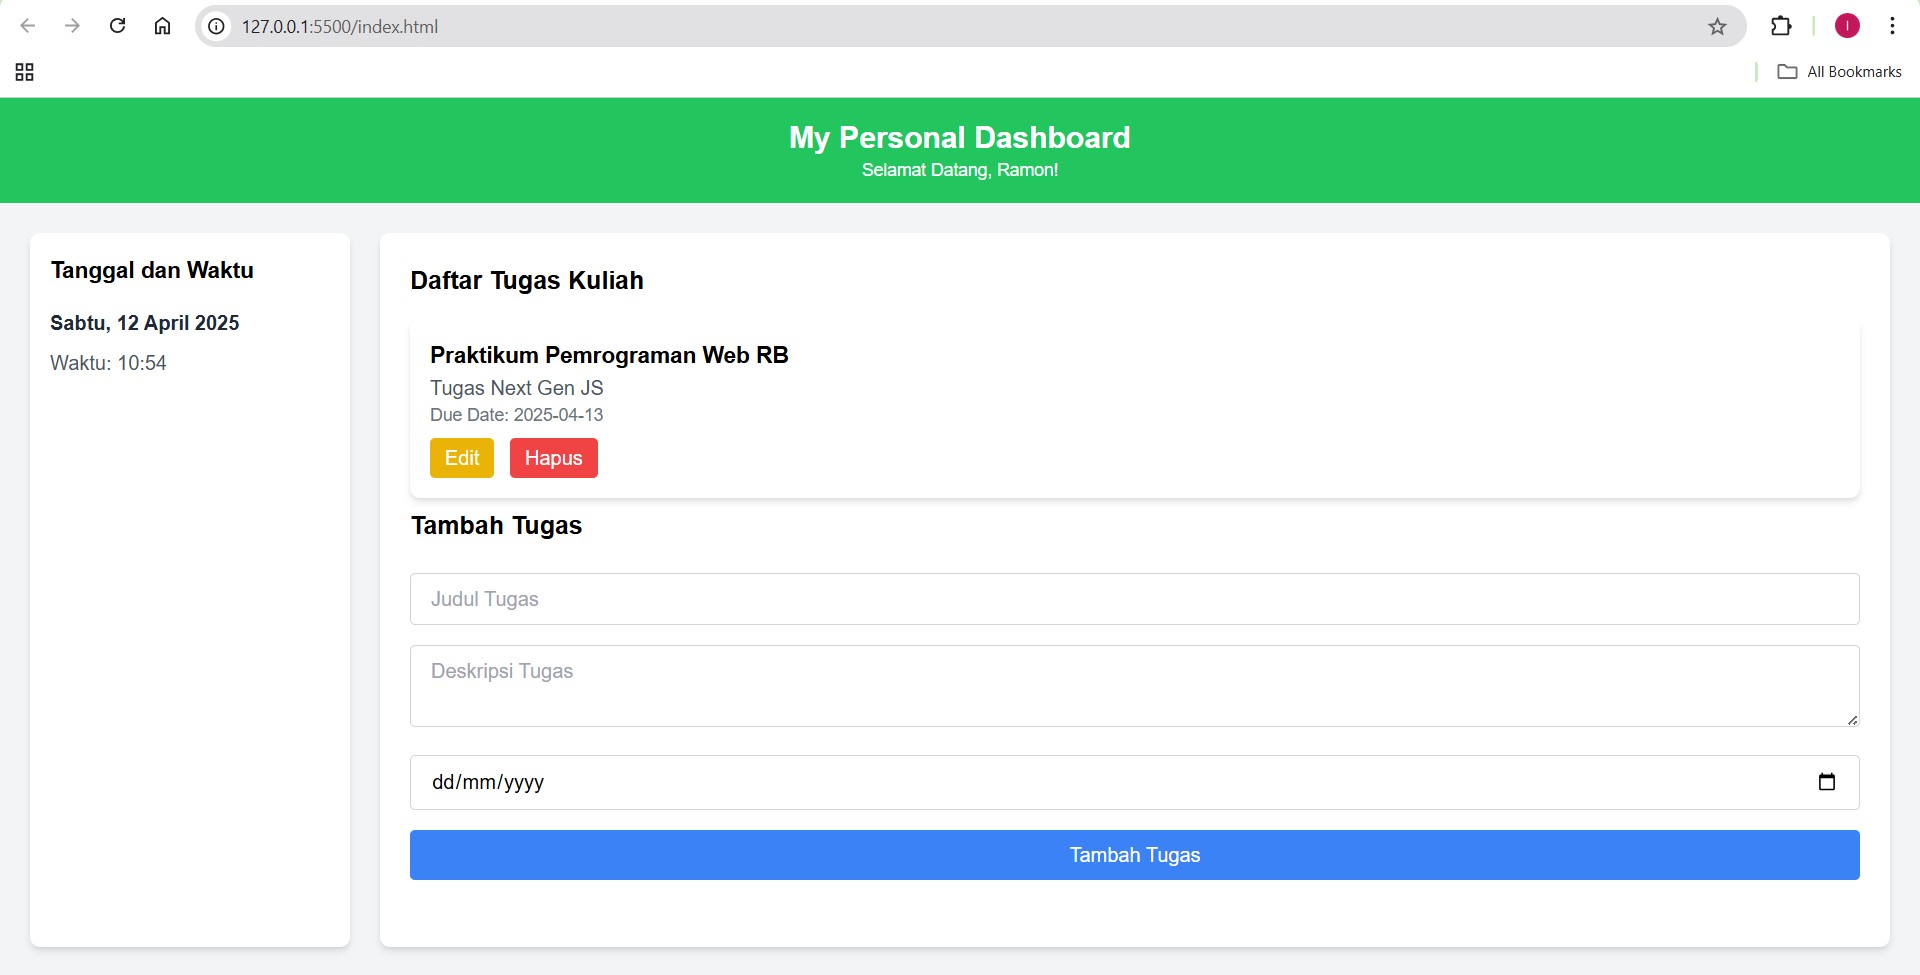 127.0.0.1:5500/index.html
I
All Bookmarks
My Personal Dashboard
Selamat Datang, Ramon!
Tanggal dan Waktu
Sabtu, 12 April 2025
Waktu: 10:54
Daftar Tugas Kuliah
Praktikum Pemrograman Web RB
Tugas Next Gen JS
Due Date: 2025-04-13
Edit Hapus
Tambah Tugas
Judul Tugas
Deskripsi Tugas
dd/mm/yyyy
Tambah Tugas